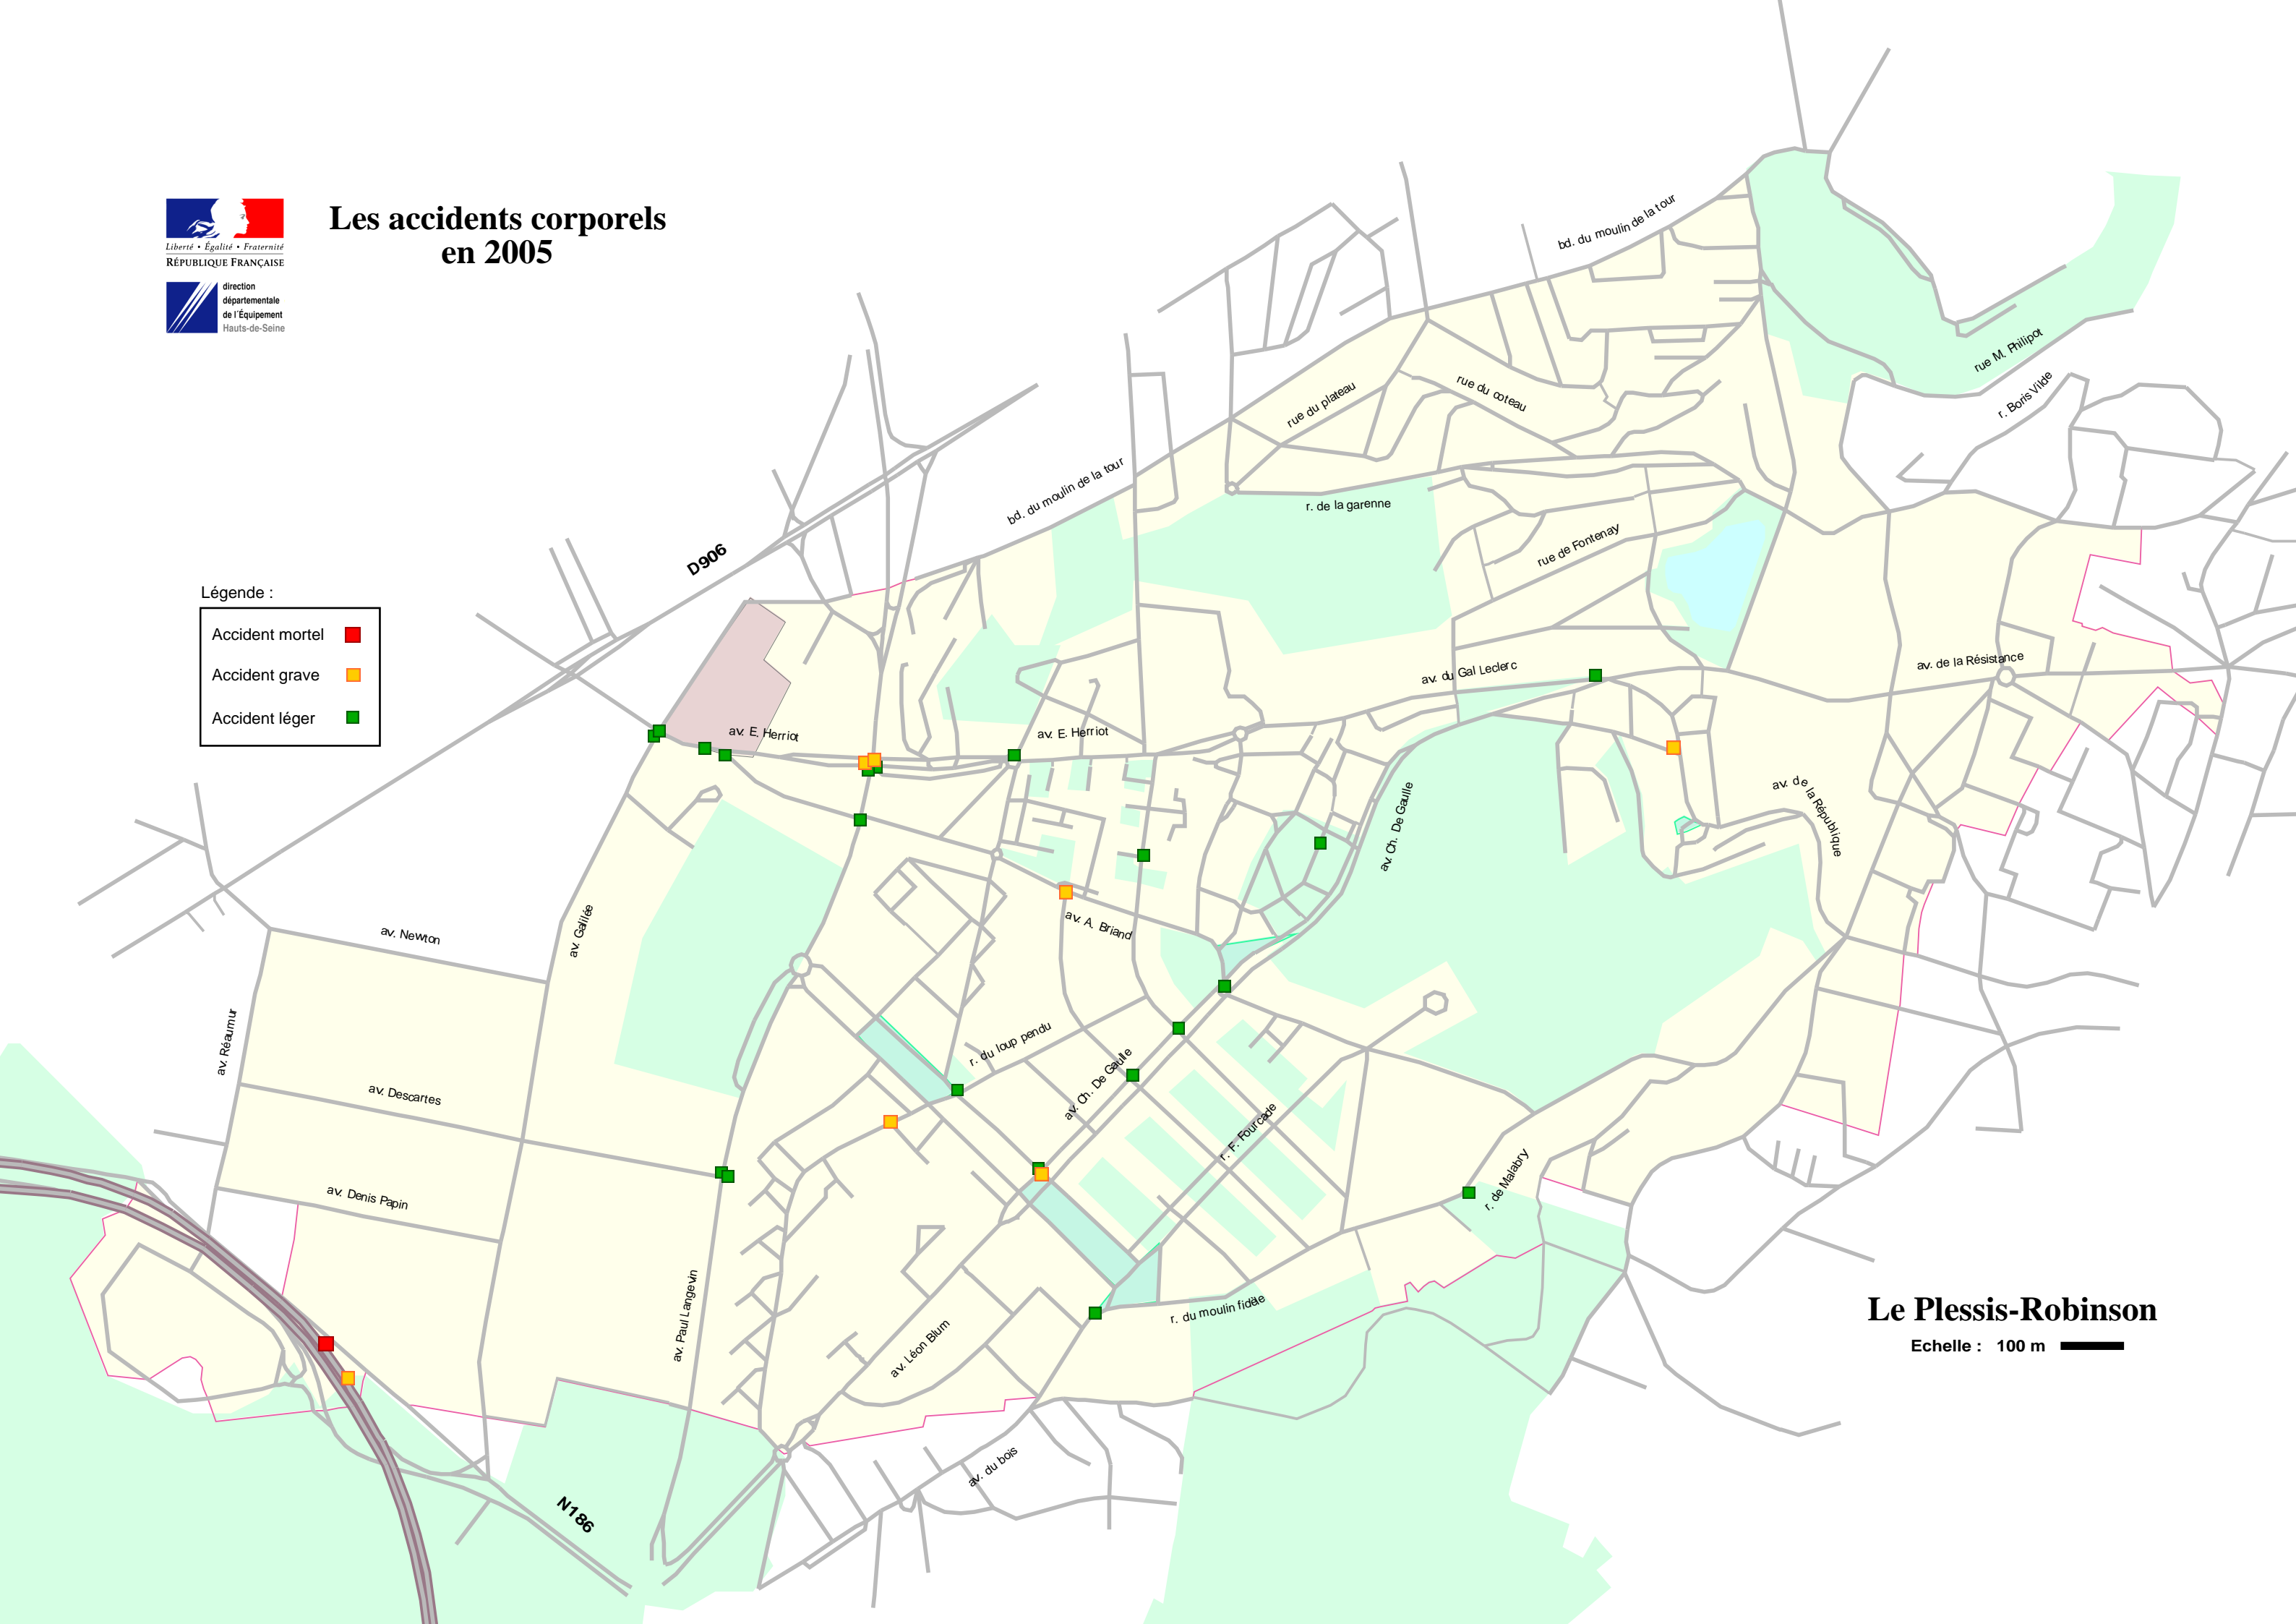 Liberté • Égalité • Fraternité
RÉPUBLIQUE FRANÇAISE
direction
départementale
de l'Équipement
Hauts-de-Seine
Les accidents corporels
en 2005
Légende :
Accident mortel
Accident grave
Accident léger
bd. du moulin de la tour
rue M. Philipot
r. Boris Vilde
rue du plateau
rue du coteau
bd. du moulin de la tour
r. de la garenne
rue de Fontenay
D906
av. du Gal Leclerc
av. de la Résistance
av. E. Herriot
av. E. Herriot
av. de la République
av. Ch. De Gaulle
av. Galilée
av. Newton
av. A. Briand
av. Réaumur
r. du loup pendu
av. Ch. De Gaulle
av. Descartes
r. F. Fourcade
r. de Malabry
av. Denis Papin
av. Paul Langevin
r. du moulin fidèle
av. Léon Blum
Le Plessis-Robinson
Echelle : 100 m
av. du bois
N186